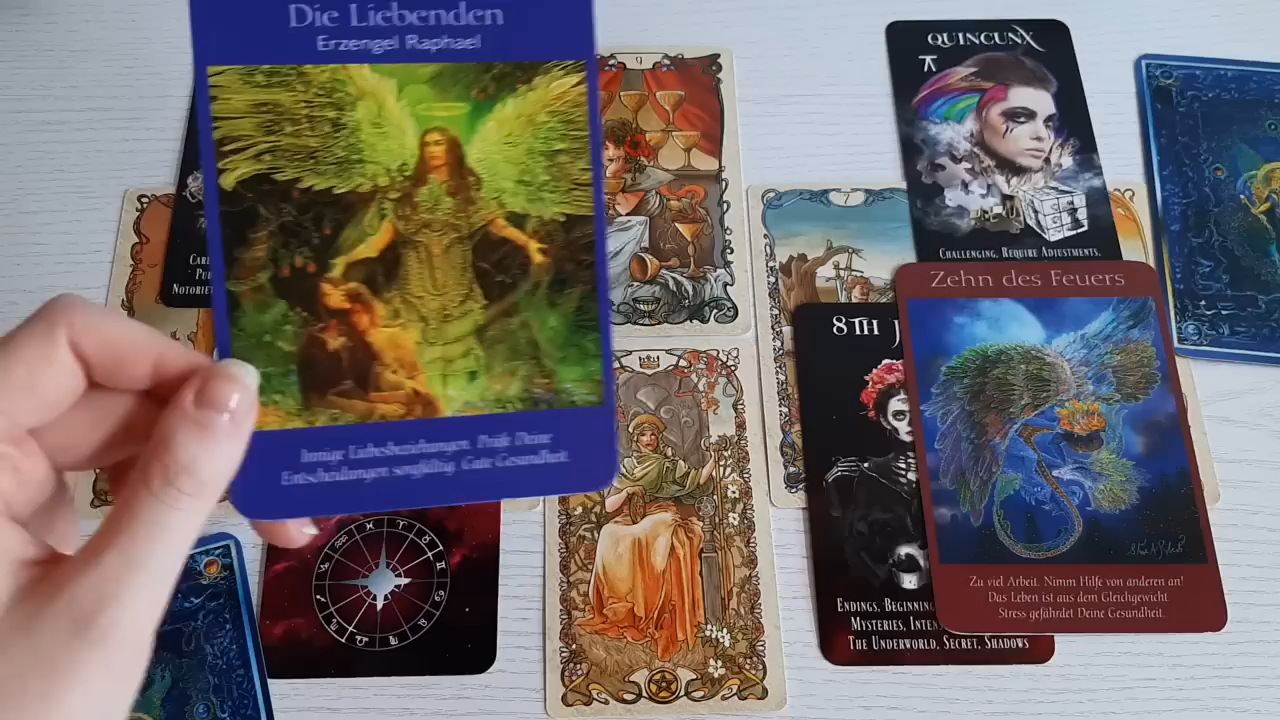 Die Liebenden
Erzengel Raphael
Innige Liebesbeziehungen. Prüfe Deine
Entscheidungen sorgfältig. Gute Gesundheit.
9
7
QUINCUNX
CHALLENGING, REQUIRE ADJUSTMENTS.
8TH
ENDINGS, BEGINNING
MYSTERIES,
THE UNDERWORLD, SECRET, SHADOWS
Zehn des Feuers
Zu viel Arbeit. Nimm Hilfe von anderen an!
Das Leben ist aus dem Gleichgewicht.
Stress gefährdet Deine Gesundheit.